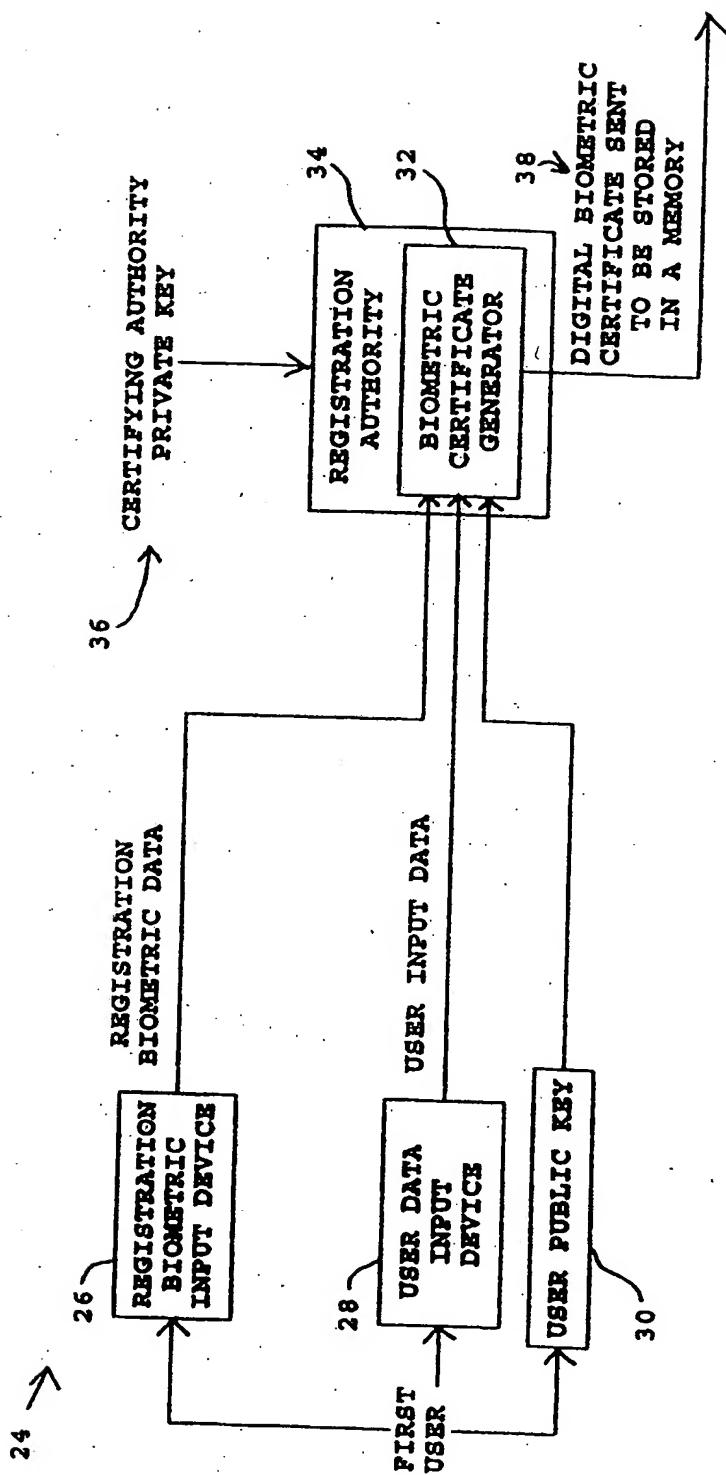 24
26
REGISTRATION
BIOMETRIC
INPUT DEVICE
REGISTRATION
BIOMETRIC DATA
FIRST
USER
28
USER DATA
INPUT
DEVICE
USER INPUT DATA
USER PUBLIC KEY
30
36
CERTIFYING AUTHORITY
PRIVATE KEY
34
REGISTRATION
AUTHORITY
32
BIOMETRIC
CERTIFICATE
GENERATOR
38
DIGITAL BIOMETRIC
CERTIFICATE SENT
TO BE STORED
IN A MEMORY